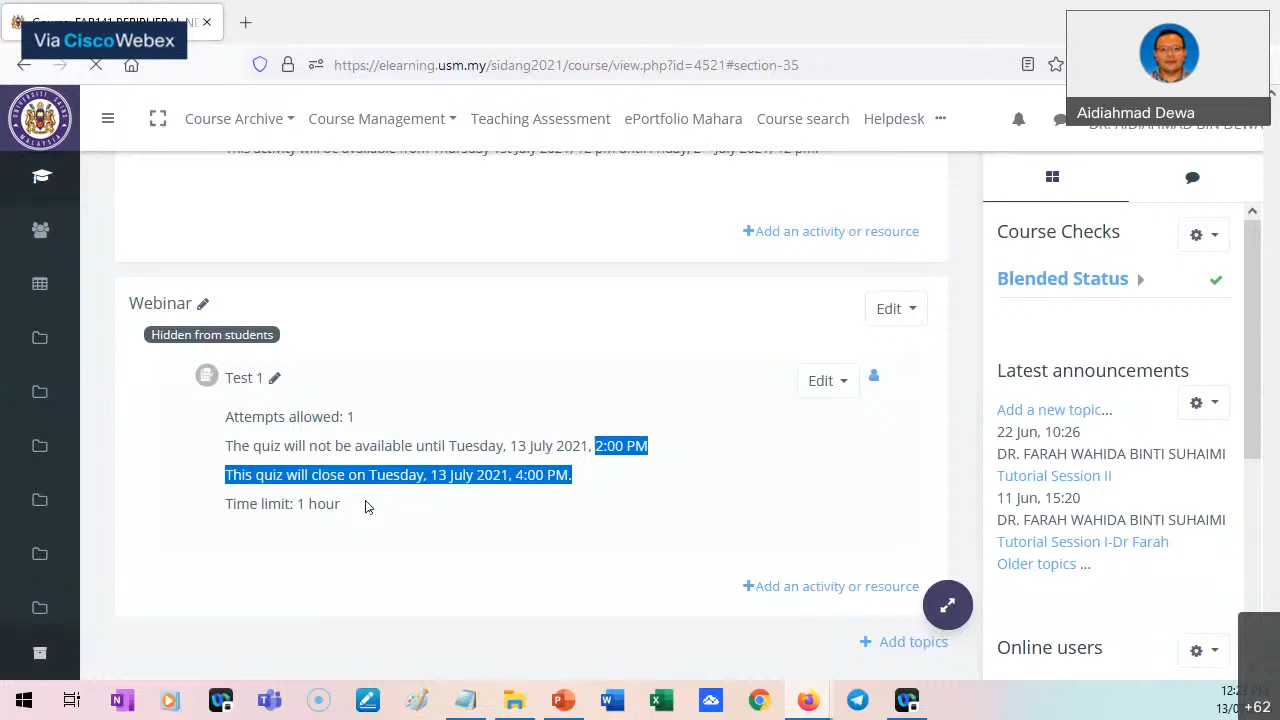 Via Cisco Webex
https://elearning.usm.my/sidang2021/course/view.php?id=4521#section-35
Aidiahmad Dewa
Course Archive
Course Management
Teaching Assessment
ePortfolio Mahara
Course search
Helpdesk
DR. AIDIAHMAD BIN DEWA
+Add an activity or resource
Webinar
Edit
Hidden from students
Test 1
Edit
Attempts allowed: 1
The quiz will not be available until Tuesday, 13 July 2021, 2:00 PM
This quiz will close on Tuesday, 13 July 2021, 4:00 PM.
Time limit: 1 hour
+Add an activity or resource
+ Add topics
Course Checks
Blended Status
Latest announcements
Add a new topic...
22 Jun, 10:26
DR. FARAH WAHIDA BINTI SUHAIMI
Tutorial Session II
11 Jun, 15:20
DR. FARAH WAHIDA BINTI SUHAIMI
Tutorial Session I-Dr Farah
Older topics ...
Online users
+62